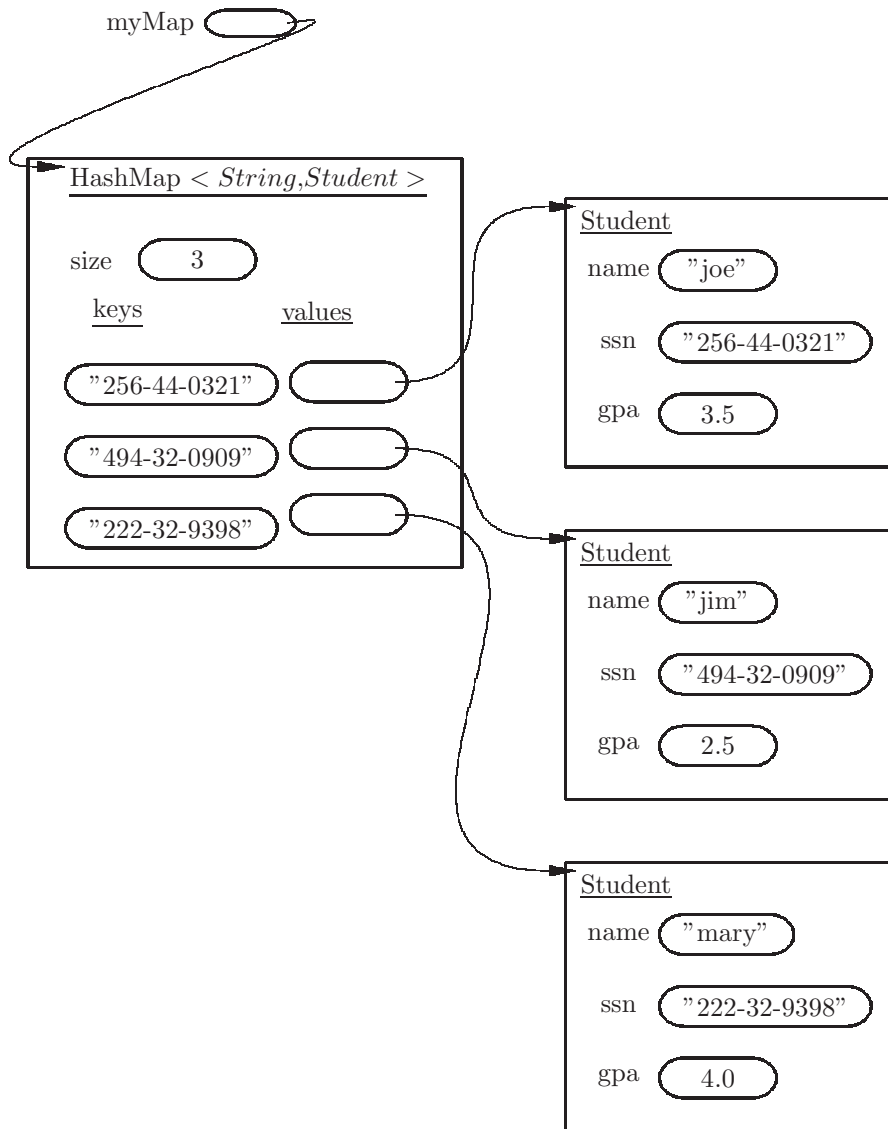 myMap
HashMap < String,Student >
size 3
keys values
"256-44-0321"
"494-32-0909"
"222-32-9398"
Student
name "joe"
ssn "256-44-0321"
gpa 3.5
Student
name "jim"
ssn "494-32-0909"
gpa 2.5
Student
name "mary"
ssn "222-32-9398"
gpa 4.0